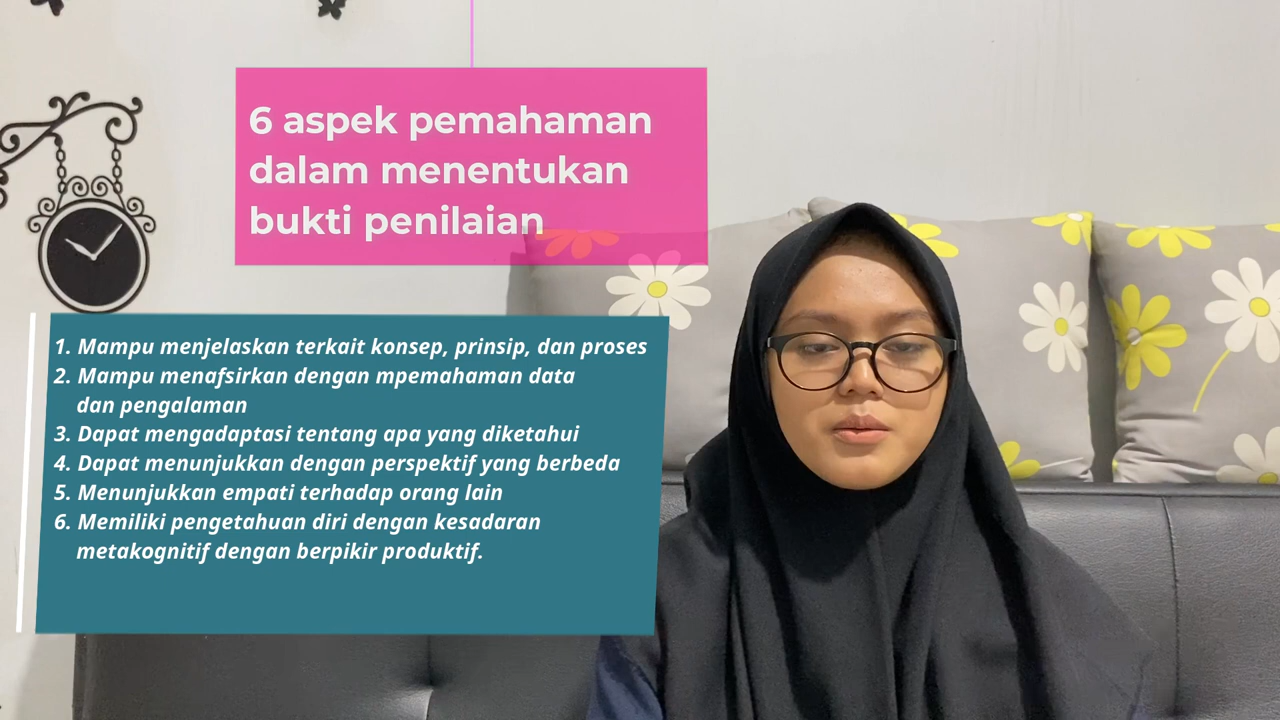 6 aspek pemahaman
dalam menentukan
bukti penilaian
1. Mampu menjelaskan terkait konsep, prinsip, dan proses
2. Mampu menafsirkan dengan mpemahaman data
dan pengalaman
3. Dapat mengadaptasi tentang apa yang diketahui
4. Dapat menunjukkan dengan perspektif yang berbeda
5. Menunjukkan empati terhadap orang lain
6. Memiliki pengetahuan diri dengan kesadaran
metakognitif dengan berpikir produktif.